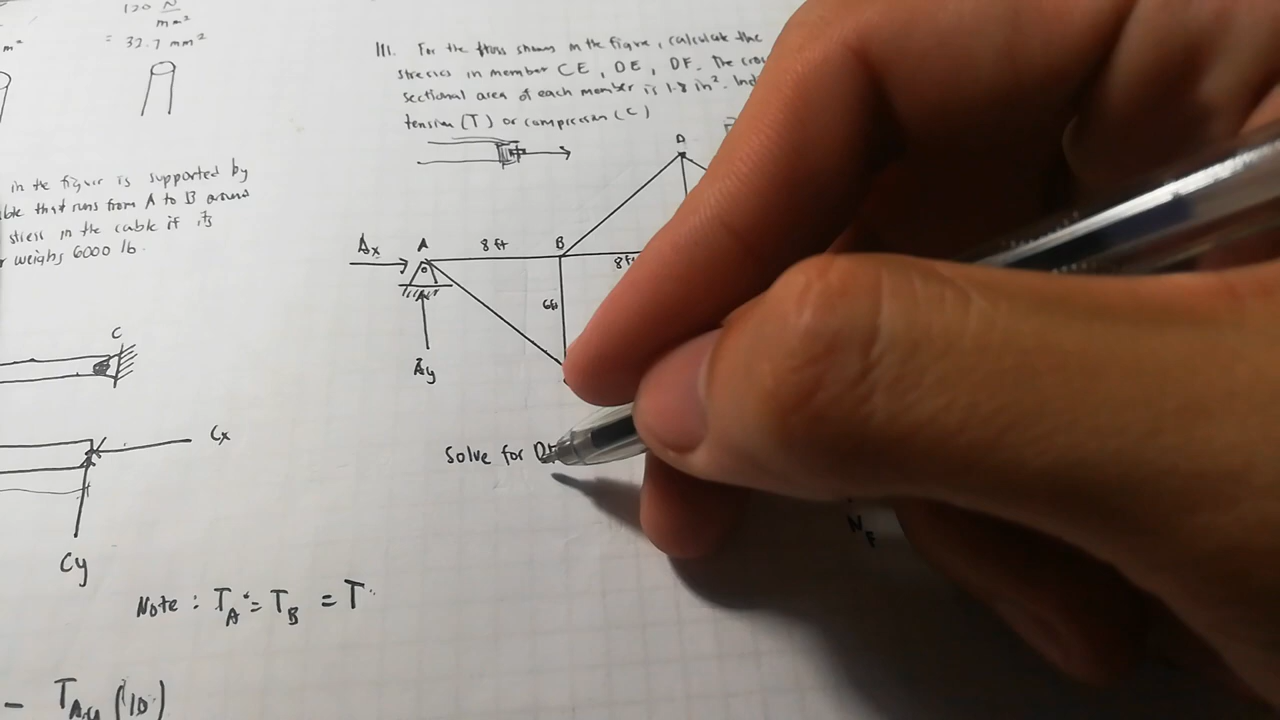 120 N
mm²
= 32.7 mm²
m²
III. For the truss shown in the figure, calculate the
stresses in member CE, DE, DF. The
sectional area of each member is 1.8 in².
tension (T) or compression (C)
in the figure is supported by
that runs from A to B around
stress in the cable if its
weighs 6000 lb.
D
Ax
A
8 ft
B
8 ft
6ft
Ay
C
Cx
Cy
Solve for
N F
Note : TA = TB = T
- TAy (10)